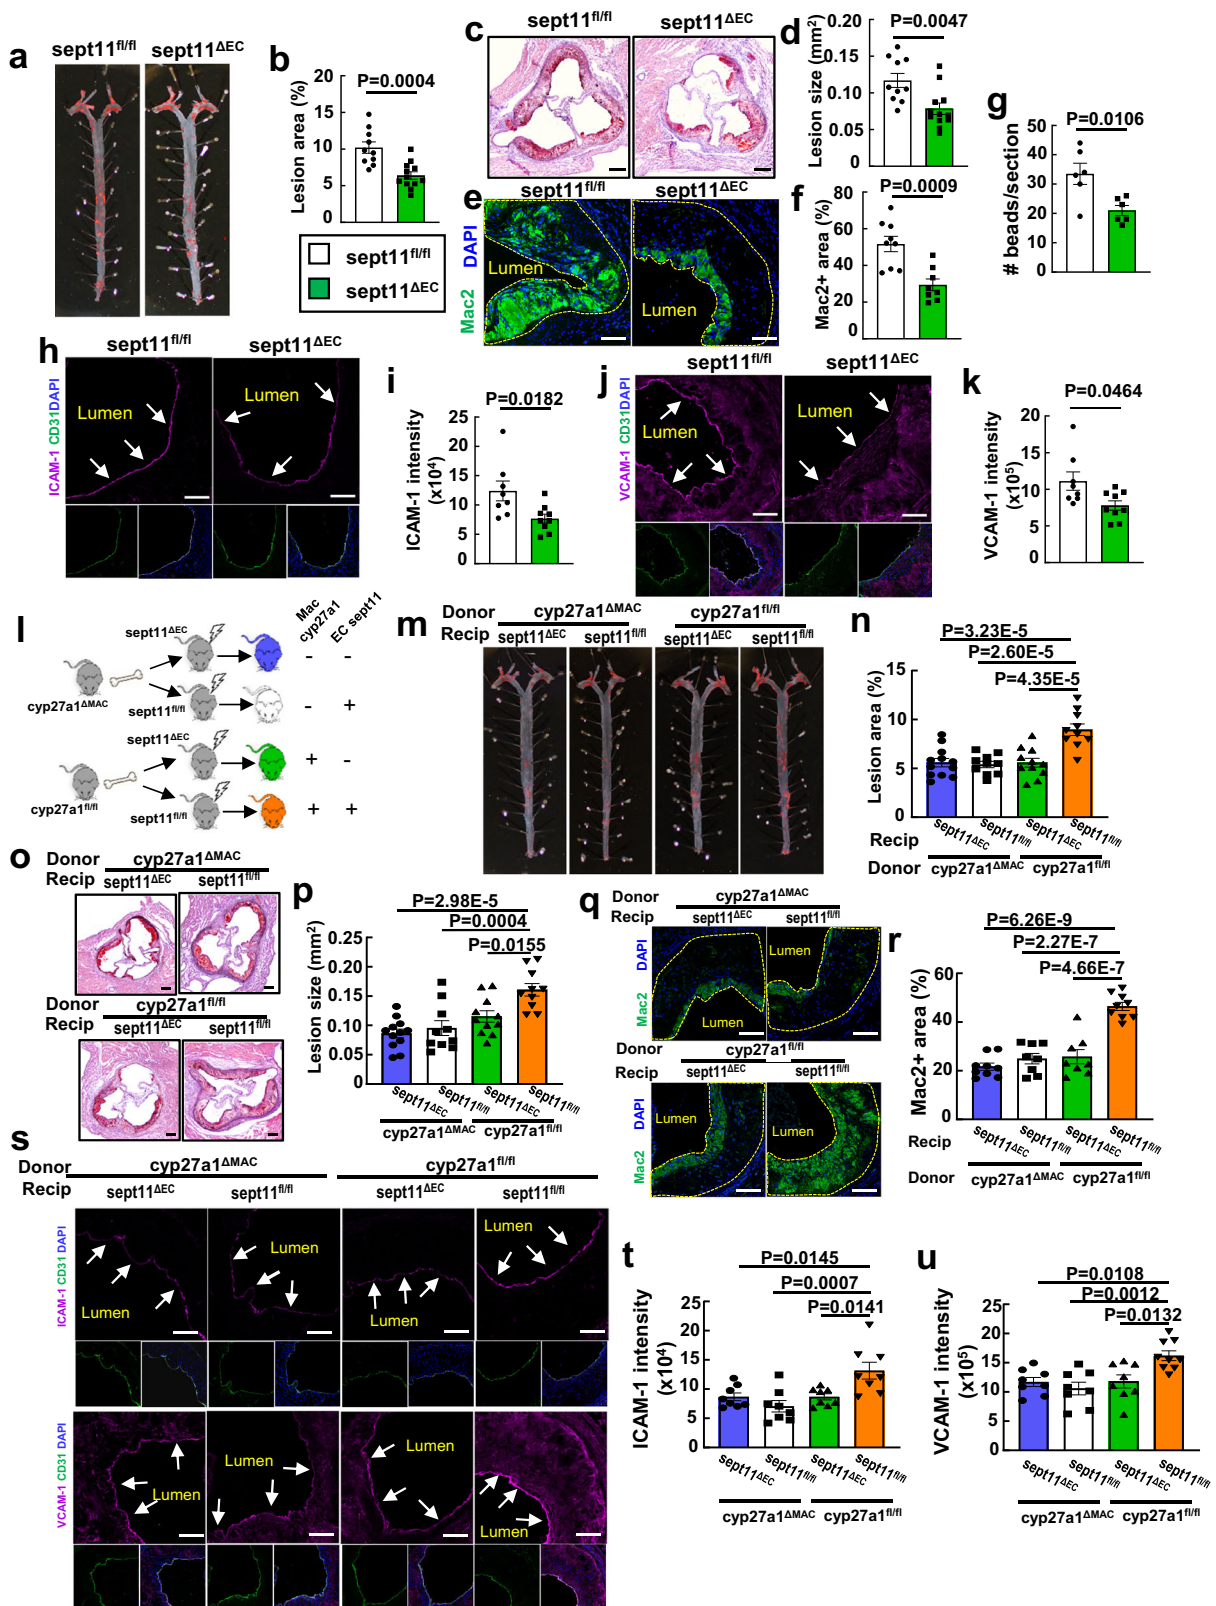 a
sept11fl/fl
sept11ΔEC
b
Lesion area (%)
20
15
10
5
0
P=0.0004
sept11fl/fl
sept11ΔEC
c
sept11fl/fl
sept11ΔEC
d
Lesion size (mm2)
0.20
0.15
0.10
0.05
0
P=0.0047
e
sept11fl/fl
sept11ΔEC
Mac2 DAPI
Lumen
Lumen
f
Mac2+ area (%)
80
60
40
20
0
P=0.0009
g
# beads/section
50
40
30
20
10
0
P=0.0106
h
sept11fl/fl
sept11ΔEC
ICAM-1 CD31DAPI
Lumen
Lumen
i
ICAM-1 intensity
(x104)
25
20
15
10
5
0
P=0.0182
j
sept11fl/fl
sept11ΔEC
VCAM-1 CD31DAPI
Lumen
Lumen
k
VCAM-1 intensity
(x105)
20
15
10
5
0
P=0.0464
l
Mac cyp27a1
EC sept11
cyp27a1ΔMAC
sept11ΔEC
- -
sept11fl/fl
- +
cyp27a1fl/fl
sept11ΔEC
+ -
sept11fl/fl
+ +
m
Donor cyp27a1ΔMAC cyp27a1fl/fl
Recip sept11ΔEC sept11fl/fl sept11ΔEC sept11fl/fl
n
Lesion area (%)
15
10
5
0
P=3.23E-5
P=2.60E-5
P=4.35E-5
Recip sept11ΔEC sept11fl/fl sept11ΔEC sept11fl/fl
Donor cyp27a1ΔMAC cyp27a1fl/fl
o
Donor cyp27a1ΔMAC
Recip sept11ΔEC sept11fl/fl
Donor cyp27a1fl/fl
Recip sept11ΔEC sept11fl/fl
p
Lesion size (mm2)
0.25
0.20
0.15
0.10
0.05
0
P=2.98E-5
P=0.0004
P=0.0155
sept11ΔEC sept11fl/fl sept11ΔEC sept11fl/fl
cyp27a1ΔMAC cyp27a1fl/fl
q
Donor cyp27a1ΔMAC
Recip sept11ΔEC sept11fl/fl
Mac2 DAPI
Lumen
Lumen
Donor cyp27a1fl/fl
Recip sept11ΔEC sept11fl/fl
Mac2 DAPI
Lumen
Lumen
r
Mac2+ area (%)
60
40
20
0
P=6.26E-9
P=2.27E-7
P=4.66E-7
Recip sept11ΔEC sept11fl/fl sept11ΔEC sept11fl/fl
Donor cyp27a1ΔMAC cyp27a1fl/fl
s
Donor cyp27a1ΔMAC cyp27a1fl/fl
Recip sept11ΔEC sept11fl/fl sept11ΔEC sept11fl/fl
ICAM-1 CD31 DAPI
Lumen
Lumen
Lumen
Lumen
VCAM-1 CD31 DAPI
Lumen
Lumen
Lumen
Lumen
t
ICAM-1 intensity
(x104)
25
20
15
10
5
0
P=0.0145
P=0.0007
P=0.0141
sept11ΔEC sept11fl/fl sept11ΔEC sept11fl/fl
cyp27a1ΔMAC cyp27a1fl/fl
u
VCAM-1 intensity
(x105)
25
20
15
10
5
0
P=0.0108
P=0.0012
P=0.0132
sept11ΔEC sept11fl/fl sept11ΔEC sept11fl/fl
cyp27a1ΔMAC cyp27a1fl/fl